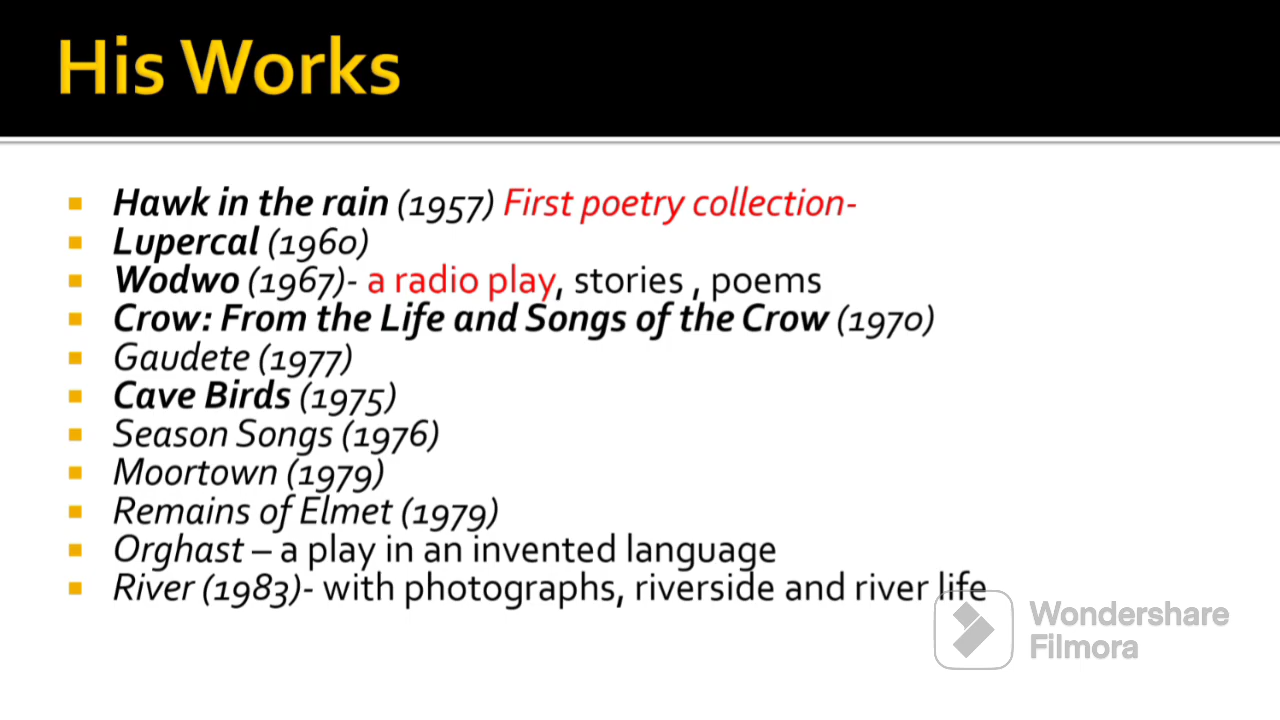 His Works
Hawk in the rain (1957) First poetry collection-
Lupercal (1960)
Wodwo (1967)- a radio play, stories , poems
Crow: From the Life and Songs of the Crow (1970)
Gaudete (1977)
Cave Birds (1975)
Season Songs (1976)
Moortown (1979)
Remains of Elmet (1979)
Orghast – a play in an invented language
River (1983)- with photographs, riverside and river life
Wondershare
Filmora